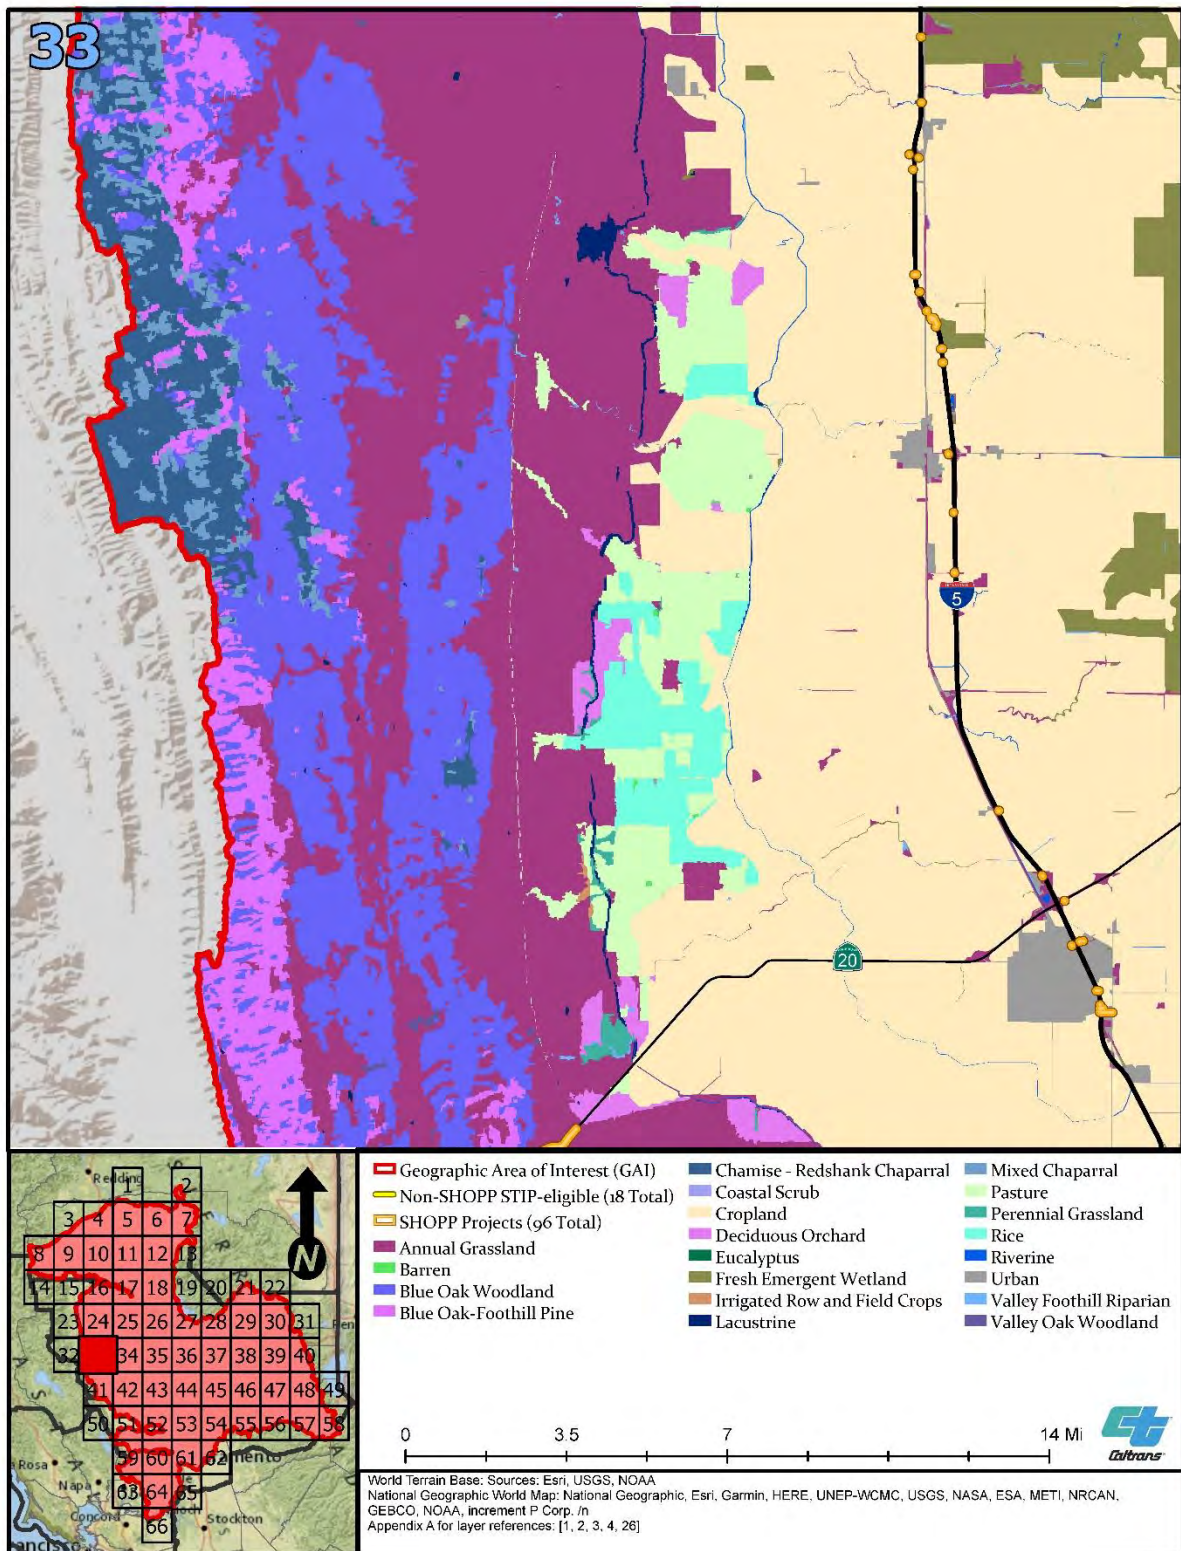 33
INTERSTATE
5
20
Redding
1
2
3 4 5 6 7
8 9 10 11 12 13
14 15 16 17 18 19 20 21 22
23 24 25 26 27 28 29 30 31
32 34 35 36 37 38 39 40
41 42 43 44 45 46 47 48 49
50 51 52 53 54 55 56 57 58
59 60 61 62
63 64 65
66
N
Rosa
Napa
Concord
Stockton
Geographic Area of Interest (GAI)
Non-SHOPP STIP-eligible (18 Total)
SHOPP Projects (96 Total)
Annual Grassland
Barren
Blue Oak Woodland
Blue Oak-Foothill Pine
Chamise - Redshank Chaparral
Coastal Scrub
Cropland
Deciduous Orchard
Eucalyptus
Fresh Emergent Wetland
Irrigated Row and Field Crops
Lacustrine
Mixed Chaparral
Pasture
Perennial Grassland
Rice
Riverine
Urban
Valley Foothill Riparian
Valley Oak Woodland
0 3.5 7 14 Mi
ct
Caltrans
World Terrain Base: Sources: Esri, USGS, NOAA
National Geographic World Map: National Geographic, Esri, Garmin, HERE, UNEP-WCMC, USGS, NASA, ESA, METI, NRCAN,
GEBCO, NOAA, increment P Corp. /n
Appendix A for layer references: [1, 2, 3, 4, 26]